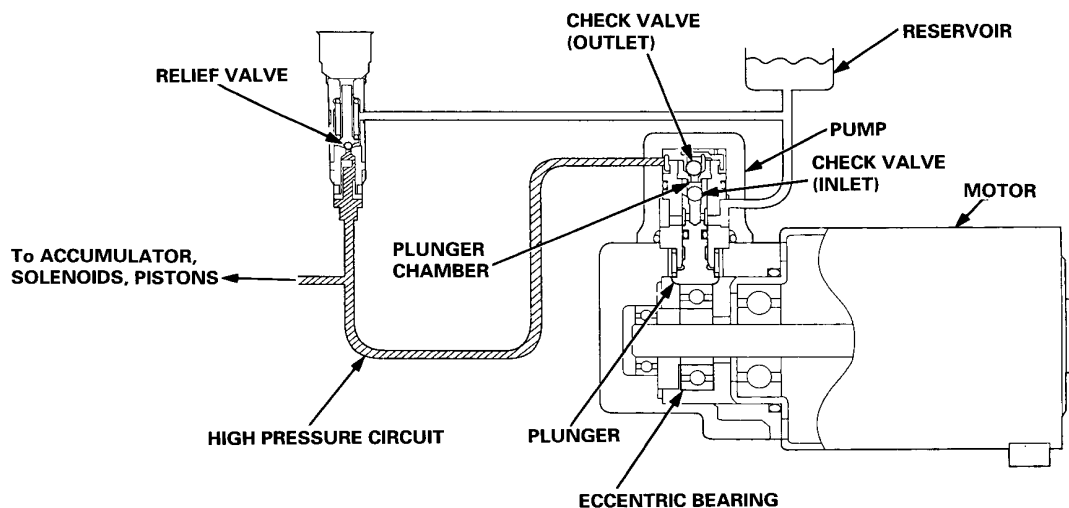 CHECK VALVE
(OUTLET)
RESERVOIR
RELIEF VALVE
PUMP
CHECK VALVE
(INLET)
MOTOR
PLUNGER
CHAMBER
To ACCUMULATOR,
SOLENOIDS, PISTONS
HIGH PRESSURE CIRCUIT
PLUNGER
ECCENTRIC BEARING